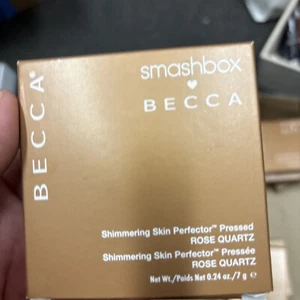 BECCA®
smashbox
♥
BECCA
Shimmering Skin Perfector™ Pressed
ROSE QUARTZ
Shimmering Skin Perfector™ Pressée
ROSE QUARTZ
Net Wt./Poids Net 0.24 oz./7 g ℮